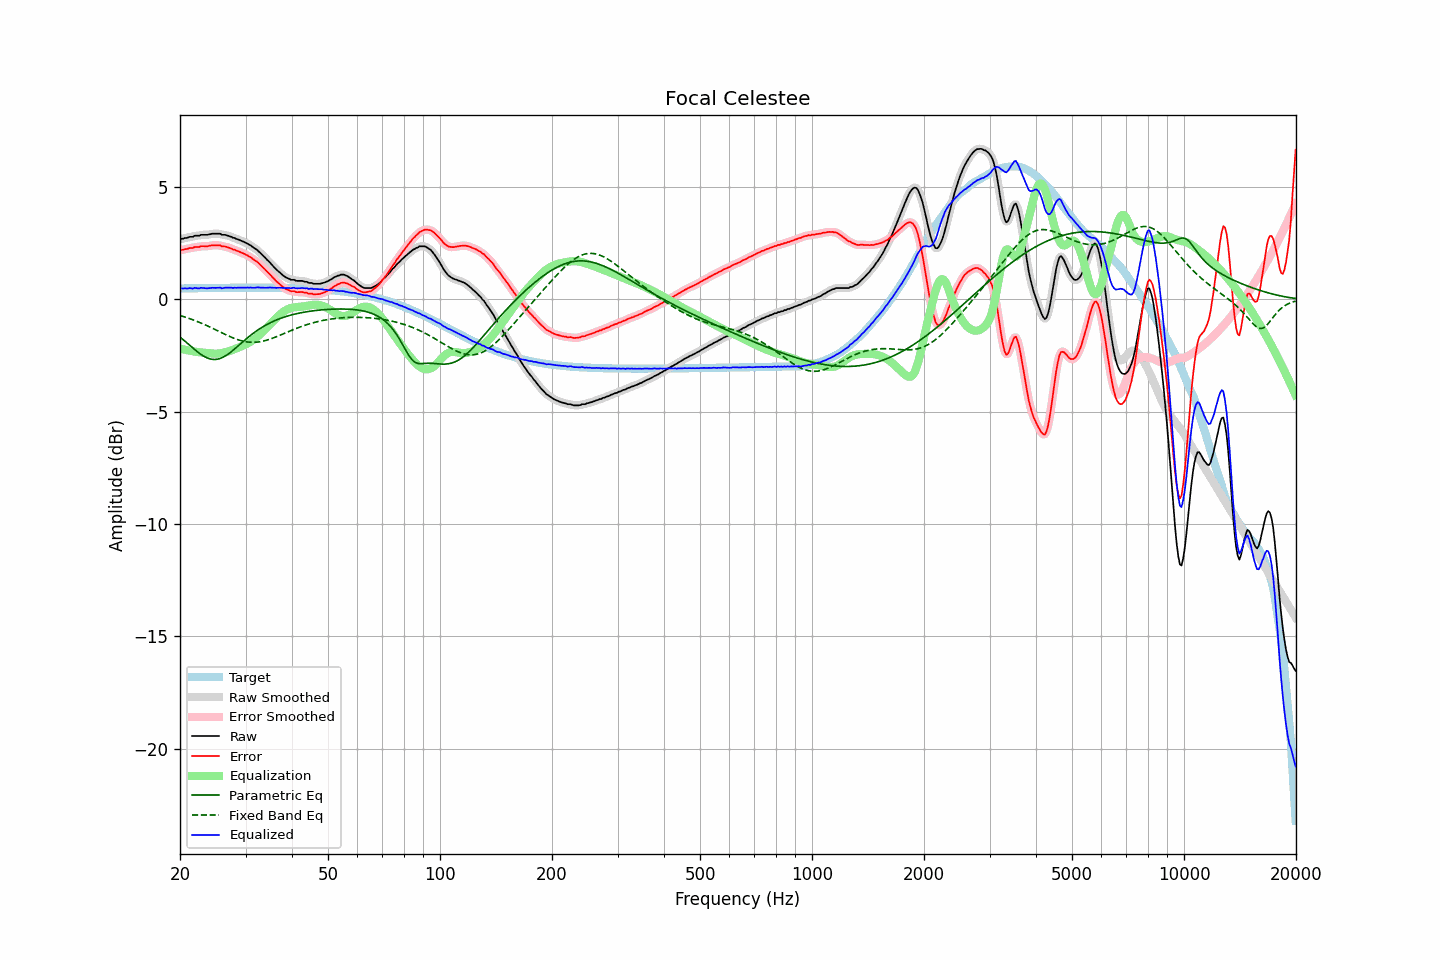 Focal Celestee
Amplitude (dBr)
5
0
−5
−10
−15
−20
Target
Raw Smoothed
Error Smoothed
Raw
Error
Equalization
Parametric Eq
Fixed Band Eq
Equalized
20 50 100 200 500 1000 2000 5000 10000 20000
Frequency (Hz)